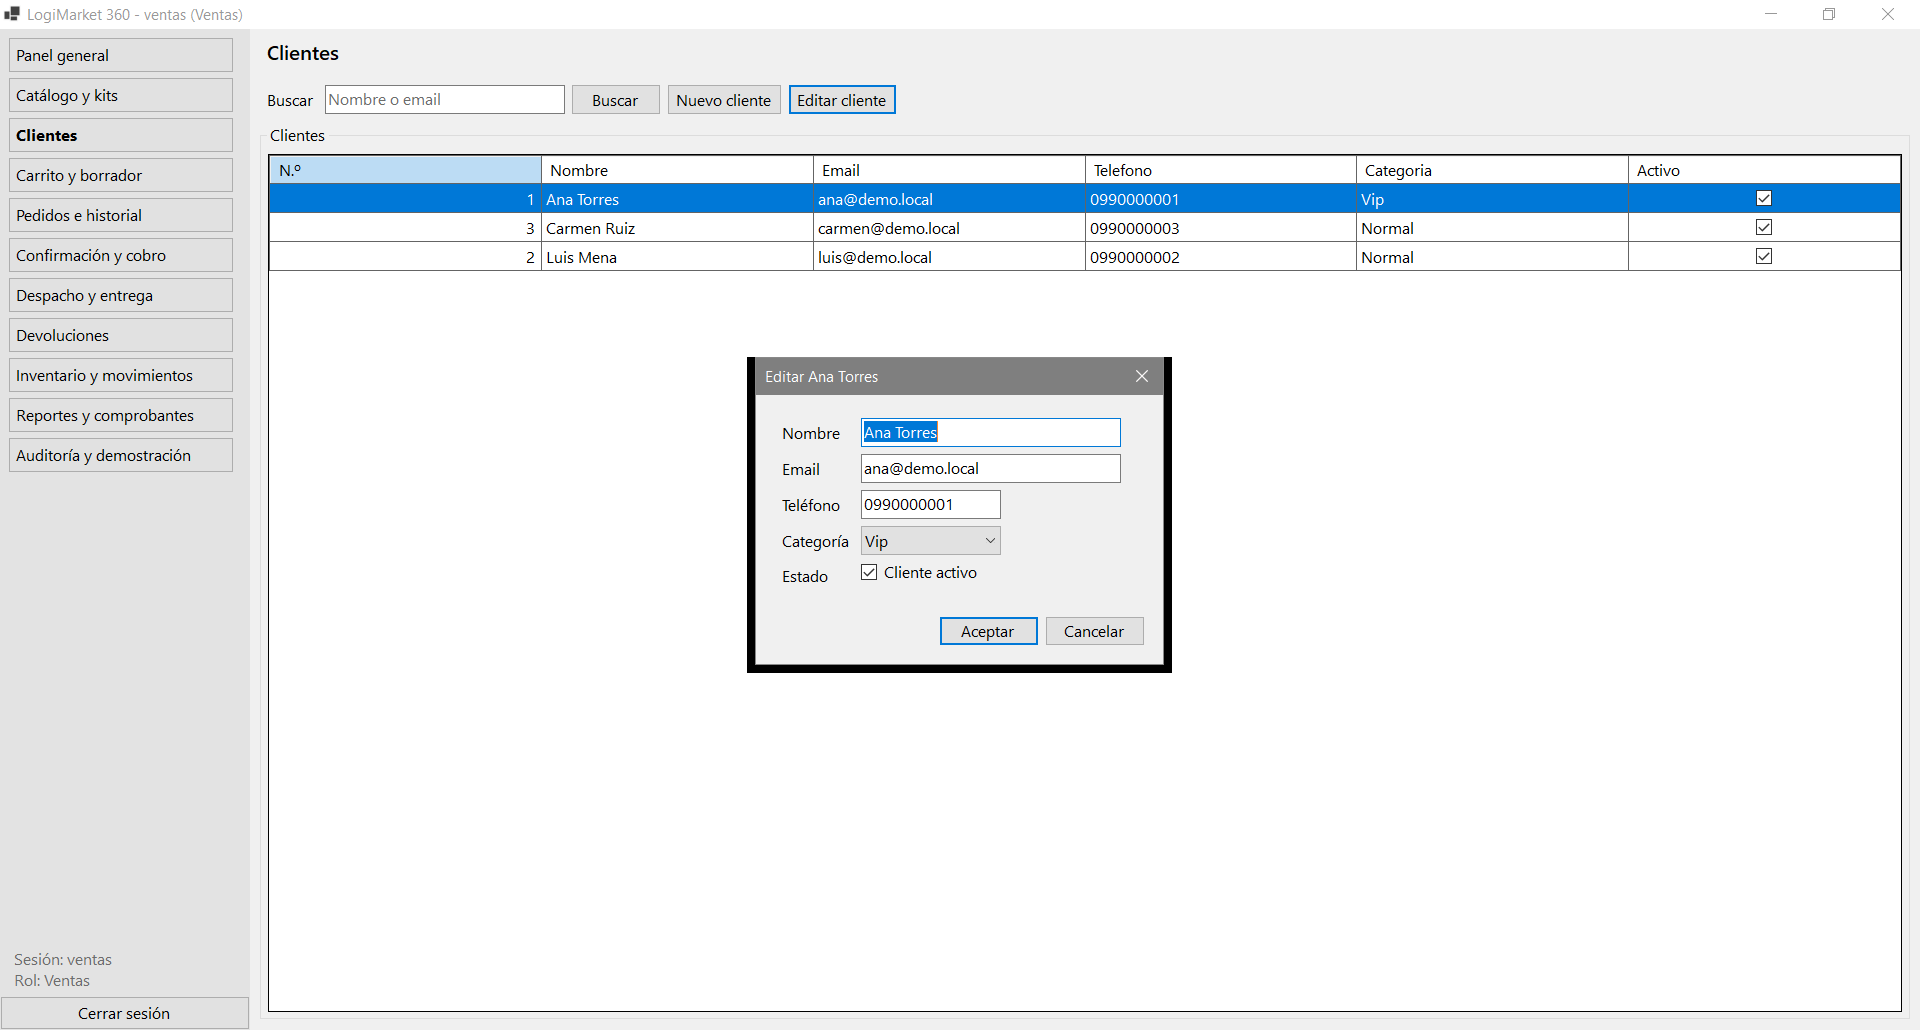 LogiMarket 360 - ventas (Ventas)
Panel general
Catálogo y kits
Clientes
Carrito y borrador
Pedidos e historial
Confirmación y cobro
Despacho y entrega
Devoluciones
Inventario y movimientos
Reportes y comprobantes
Auditoría y demostración
Sesión: ventas
Rol: Ventas
Cerrar sesión
Clientes
Buscar Nombre o email Buscar Nuevo cliente Editar cliente
Clientes
N.º Nombre Email Telefono Categoria Activo
1 Ana Torres ana@demo.local 0990000001 Vip
3 Carmen Ruiz carmen@demo.local 0990000003 Normal
2 Luis Mena luis@demo.local 0990000002 Normal
Editar Ana Torres
Nombre Ana Torres
Email ana@demo.local
Teléfono 0990000001
Categoría Vip
Estado Cliente activo
Aceptar Cancelar